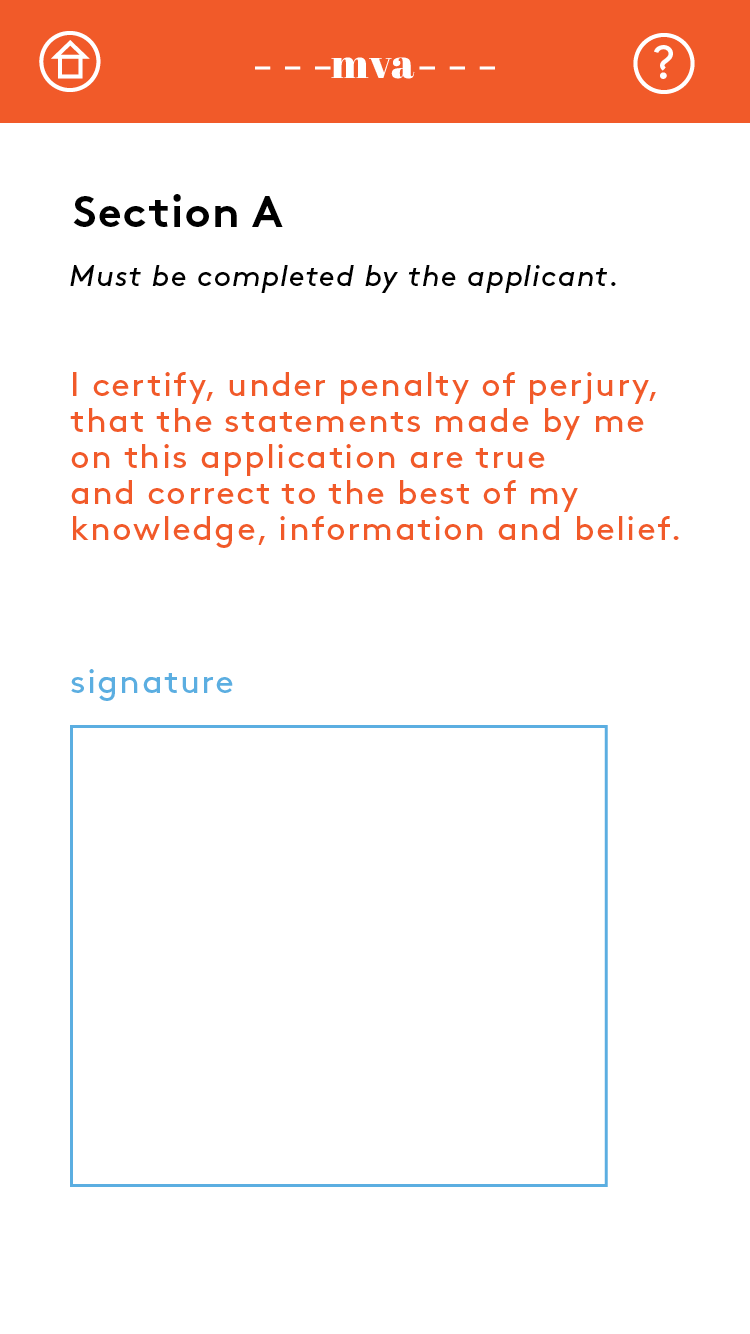 - - -mva- - -
?
Section A
Must be completed by the applicant.
I certify, under penalty of perjury,
that the statements made by me
on this application are true
and correct to the best of my
knowledge, information and belief.
signature